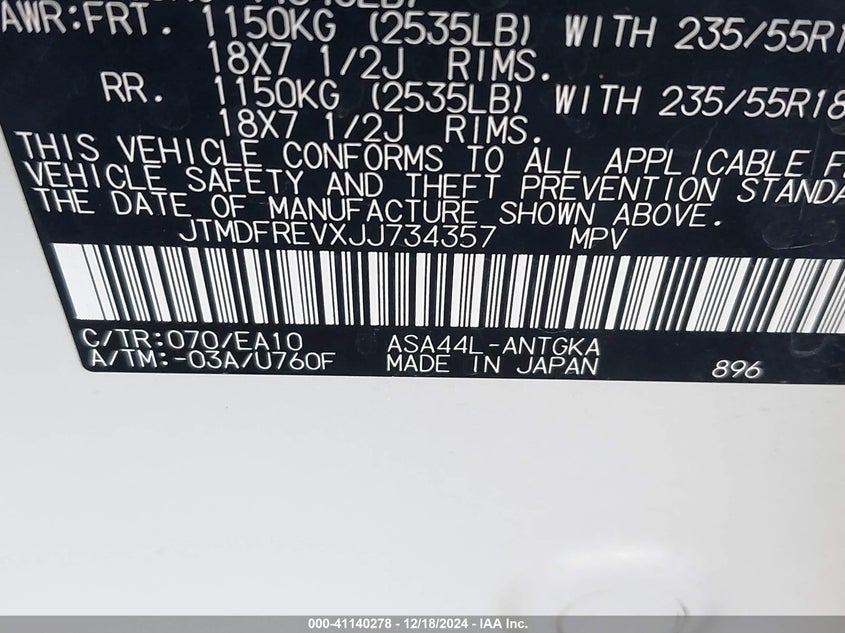 AWR:FRT. 1150KG (2535LB) WITH 235/55R1
18X7 1/2J RIMS.
RR. 1150KG (2535LB) WITH 235/55R18
18X7 1/2J RIMS.
THIS VEHICLE CONFORMS TO ALL APPLICABLE F
VEHICLE SAFETY AND THEFT PREVENTION STANDA
THE DATE OF MANUFACTURE SHOWN ABOVE.
JTMDFREVXJJ734357 MPV
C/TR:070/EA10 ASA44L-ANTGKA
A/TM:-03A/U760F MADE IN JAPAN 896
000-41140278 - 12/18/2024 - IAA Inc.